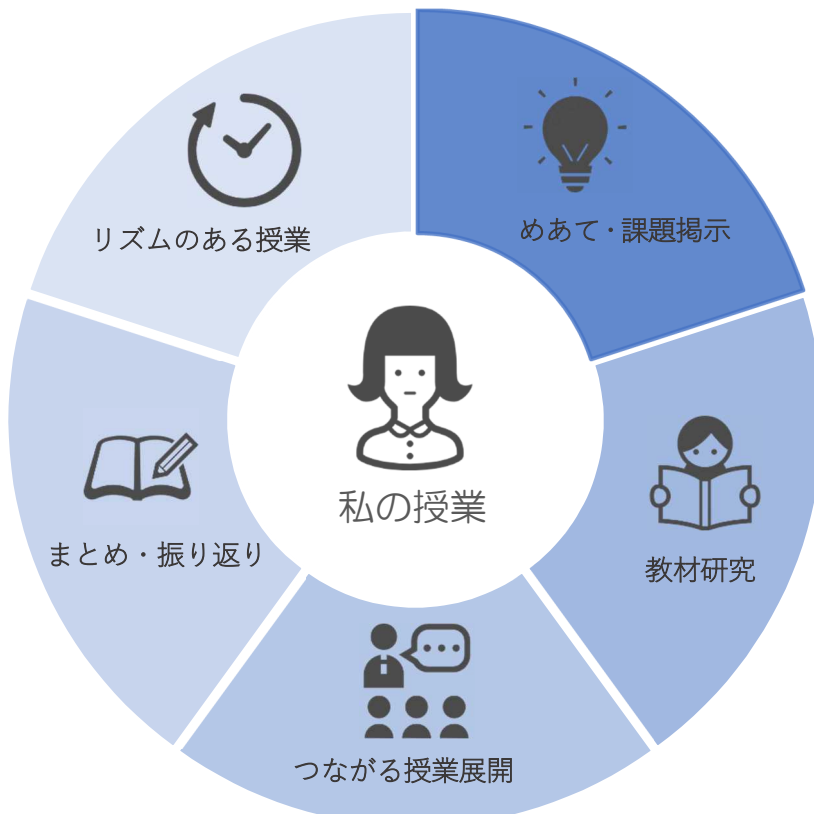 リズムのある授業
めあて・課題掲示
私の授業
まとめ・振り返り
教材研究
つながる授業展開